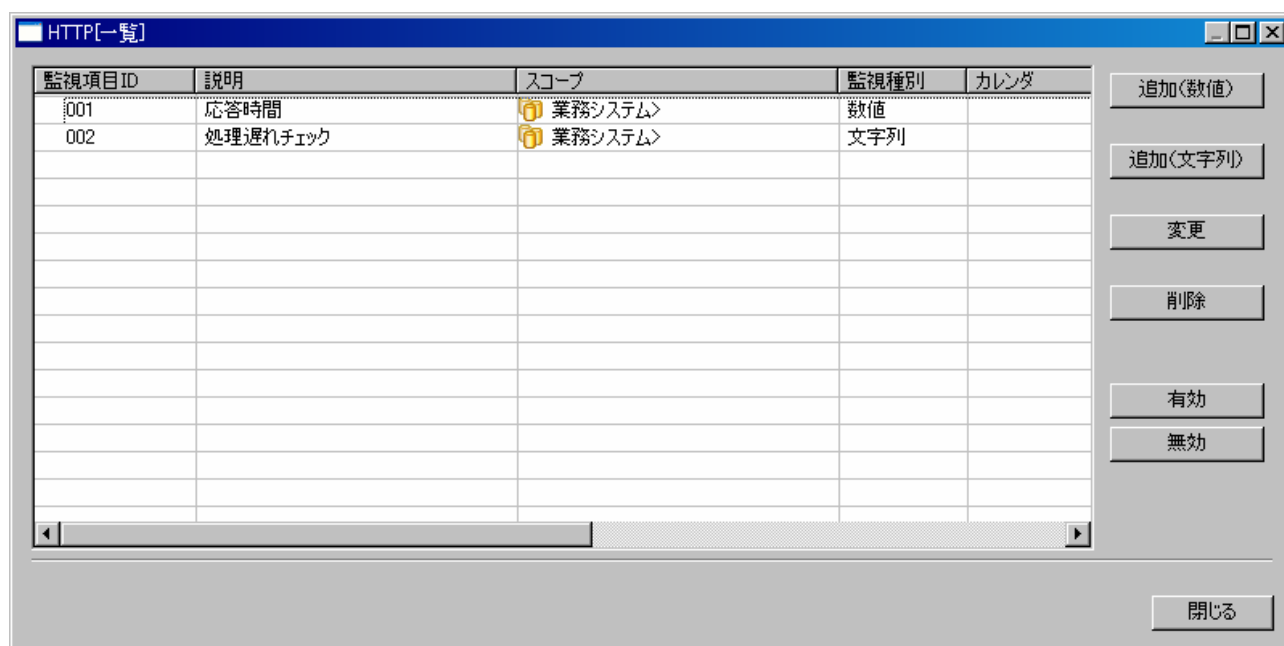 HTTP[一覧]
監視項目ID 説明 スコープ 監視種別 カレンダ
001 応答時間 業務システム> 数値
002 処理遅れチェック 業務システム> 文字列
追加(数値)
追加(文字列)
変更
削除
有効
無効
閉じる